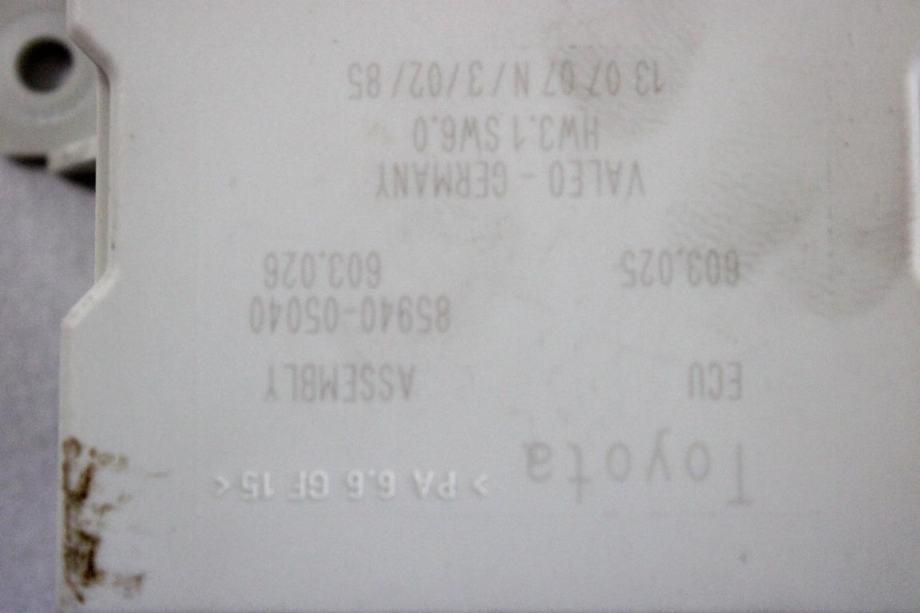 Toyota > PA 6.6 GF 15 <
ECU ASSEMBLY
85940-05040
603.025 603.026
VALEO - GERMANY
HW3.1 SW6.0
13 07 07 N/3/02/85